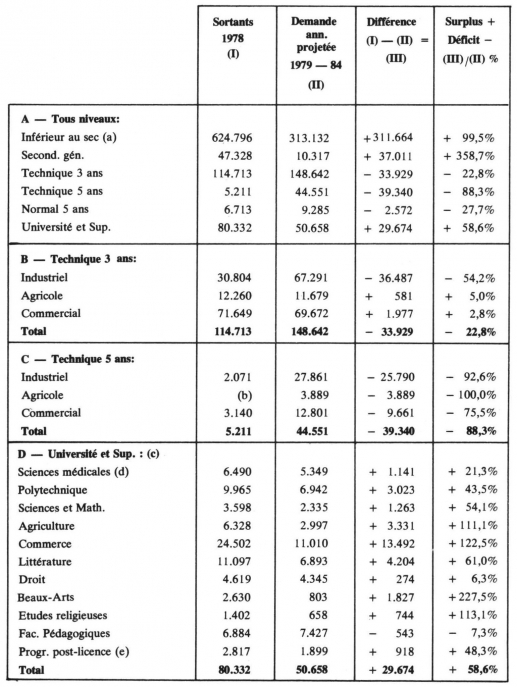 Sortants Demande Différence Surplus +
1978 ann. (I) — (II) = Déficit –
(I) projetée (III) (III)/(II) %
1979 — 84
(II)
A — Tous niveaux:
Inférieur au sec (a) 624.796 313.132 +311.664 + 99,5%
Second. gén. 47.328 10.317 + 37.011 + 358,7%
Technique 3 ans 114.713 148.642 – 33.929 – 22,8%
Technique 5 ans 5.211 44.551 – 39.340 – 88,3%
Normal 5 ans 6.713 9.285 – 2.572 – 27,7%
Université et Sup. 80.332 50.658 + 29.674 + 58,6%
B — Technique 3 ans:
Industriel 30.804 67.291 – 36.487 – 54,2%
Agricole 12.260 11.679 + 581 + 5,0%
Commercial 71.649 69.672 + 1.977 + 2,8%
Total 114.713 148.642 – 33.929 – 22,8%
C — Technique 5 ans:
Industriel 2.071 27.861 – 25.790 – 92,6%
Agricole (b) 3.889 – 3.889 – 100,0%
Commercial 3.140 12.801 – 9.661 – 75,5%
Total 5.211 44.551 – 39.340 – 88,3%
D — Université et Sup. : (c)
Sciences médicales (d) 6.490 5.349 + 1.141 + 21,3%
Polytechnique 9.965 6.942 + 3.023 + 43,5%
Sciences et Math. 3.598 2.335 + 1.263 + 54,1%
Agriculture 6.328 2.997 + 3.331 +111,1%
Commerce 24.502 11.010 + 13.492 +122,5%
Littérature 11.097 6.893 + 4.204 + 61,0%
Droit 4.619 4.345 + 274 + 6,3%
Beaux-Arts 2.630 803 + 1.827 +227,5%
Etudes religieuses 1.402 658 + 744 +113,1%
Fac. Pédagogiques 6.884 7.427 – 543 – 7,3%
Progr. post-licence (e) 2.817 1.899 + 918 + 48,3%
Total 80.332 50.658 + 29.674 + 58,6%